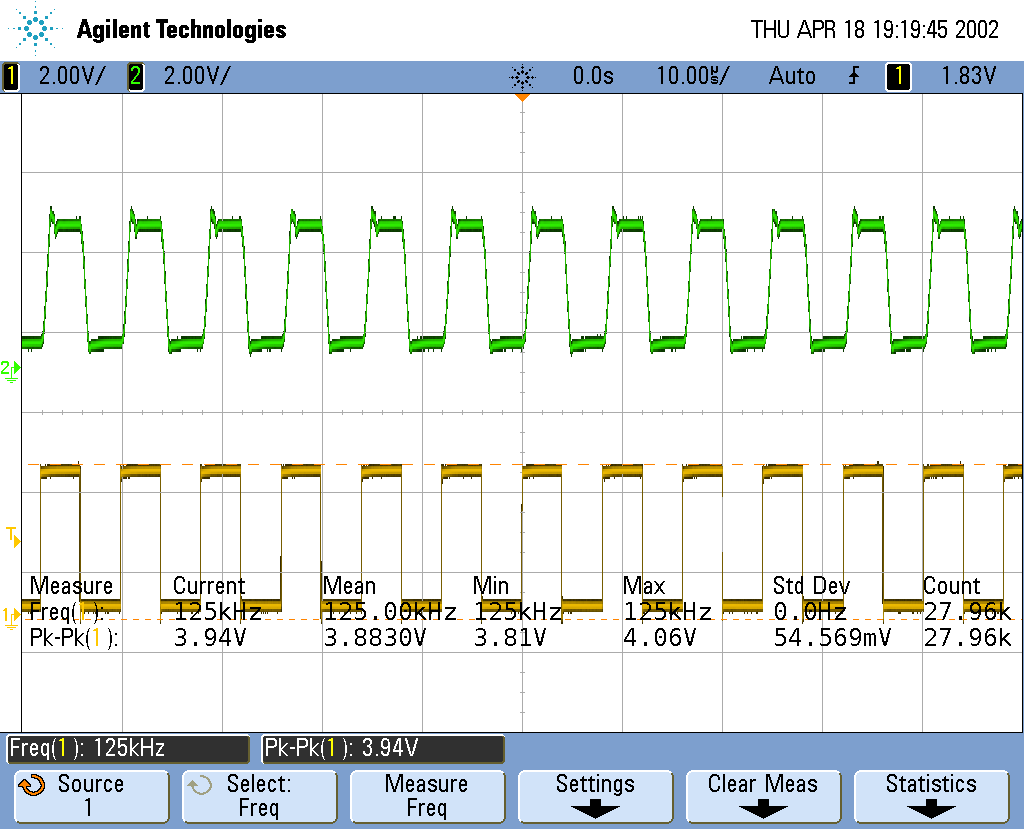 Agilent Technologies THU APR 18 19:19:45 2002
1 2.00V/ 2 2.00V/ 0.0s 10.00µs/ Auto 1 1.83V
2
T
Measure Current Mean Min Max Std Dev Count
1 Freq(1): 125kHz 125.00kHz 125kHz 125kHz 0.0Hz 27.96k
Pk-Pk(1): 3.94V 3.8830V 3.81V 4.06V 54.569mV 27.96k
Freq(1): 125kHz Pk-Pk(1): 3.94V
Source Select: Measure Settings Clear Meas Statistics
1 Freq Freq